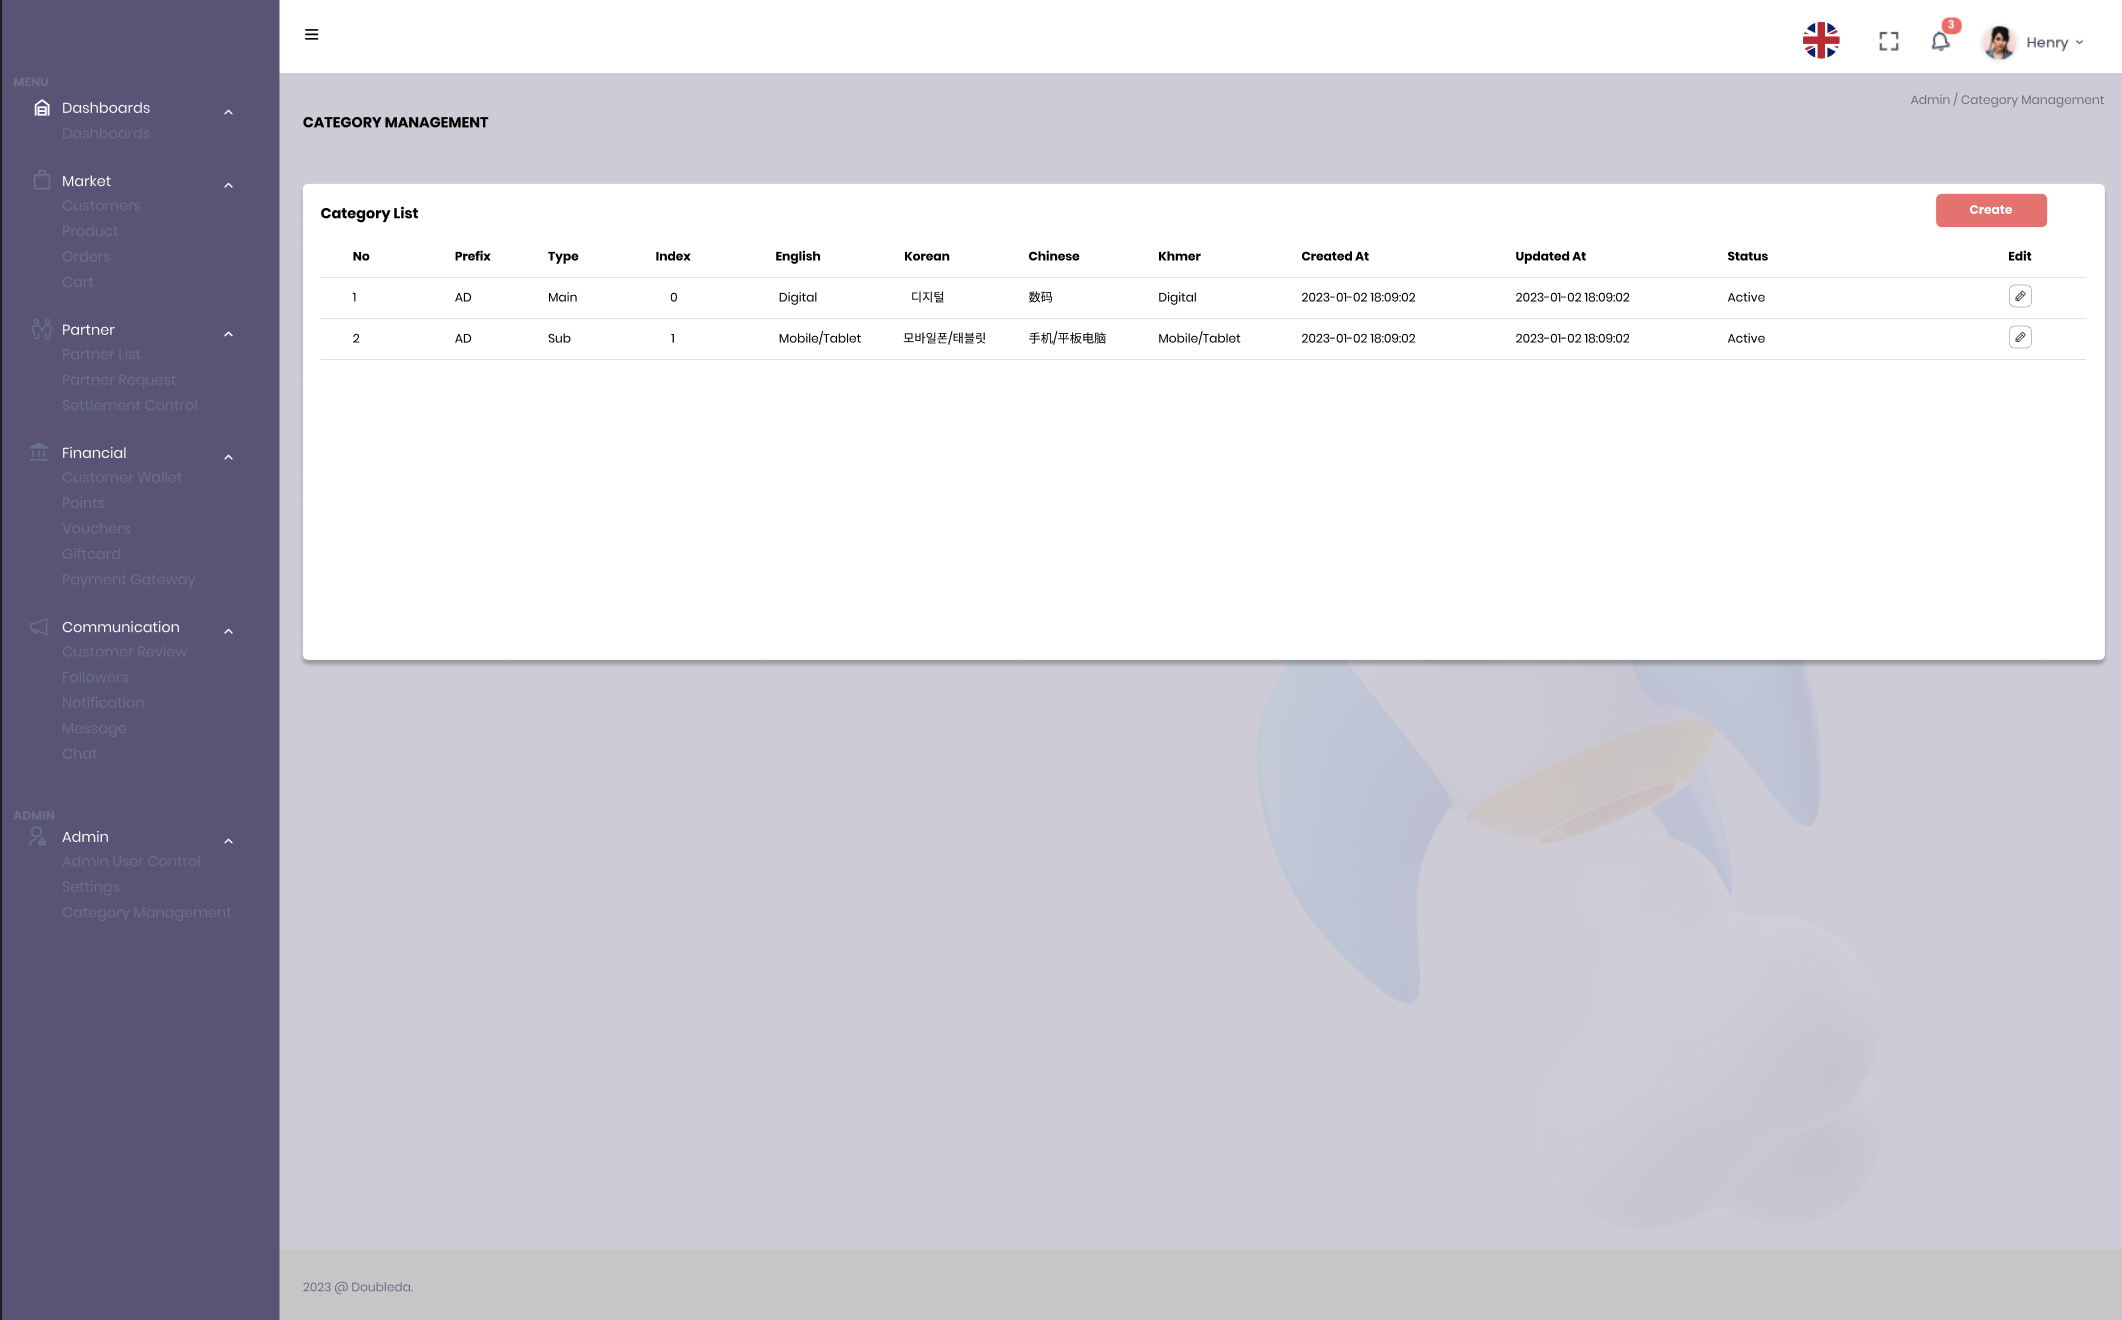 3
Henry
MENU
Dashboards
Dashboards
Market
Customers
Product
Orders
Cart
Partner
Partner List
Partner Request
Settlement Control
Financial
Customer Wallet
Points
Vouchers
Giftcard
Payment Gateway
Communication
Customer Review
Followers
Notification
Message
Chat
ADMIN
Admin
Admin User Control
Settings
Category Management
Admin / Category Management
CATEGORY MANAGEMENT
Category List
Create
No Prefix Type Index English Korean Chinese Khmer Created At Updated At Status Edit
1 AD Main 0 Digital 디지털 数码 Digital 2023-01-02 18:09:02 2023-01-02 18:09:02 Active
2 AD Sub 1 Mobile/Tablet 모바일폰/태블릿 手机/平板电脑 Mobile/Tablet 2023-01-02 18:09:02 2023-01-02 18:09:02 Active
2023 @ Doubleda.